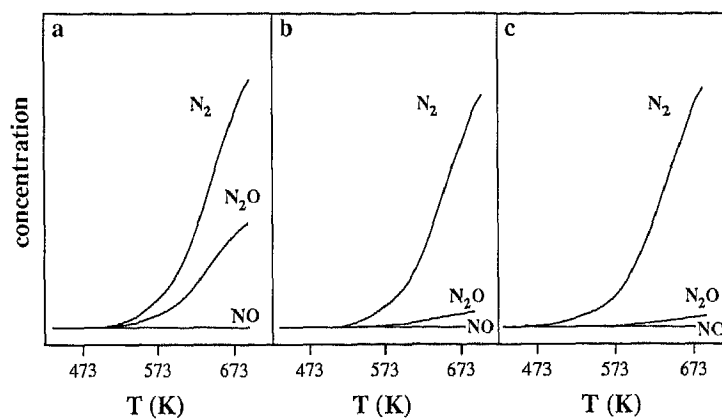 a
b
c
N₂
N₂
N₂
N₂O
N₂O
N₂O
NO
NO
NO
concentration
473 573 673
473 573 673
473 573 673
T (K)
T (K)
T (K)